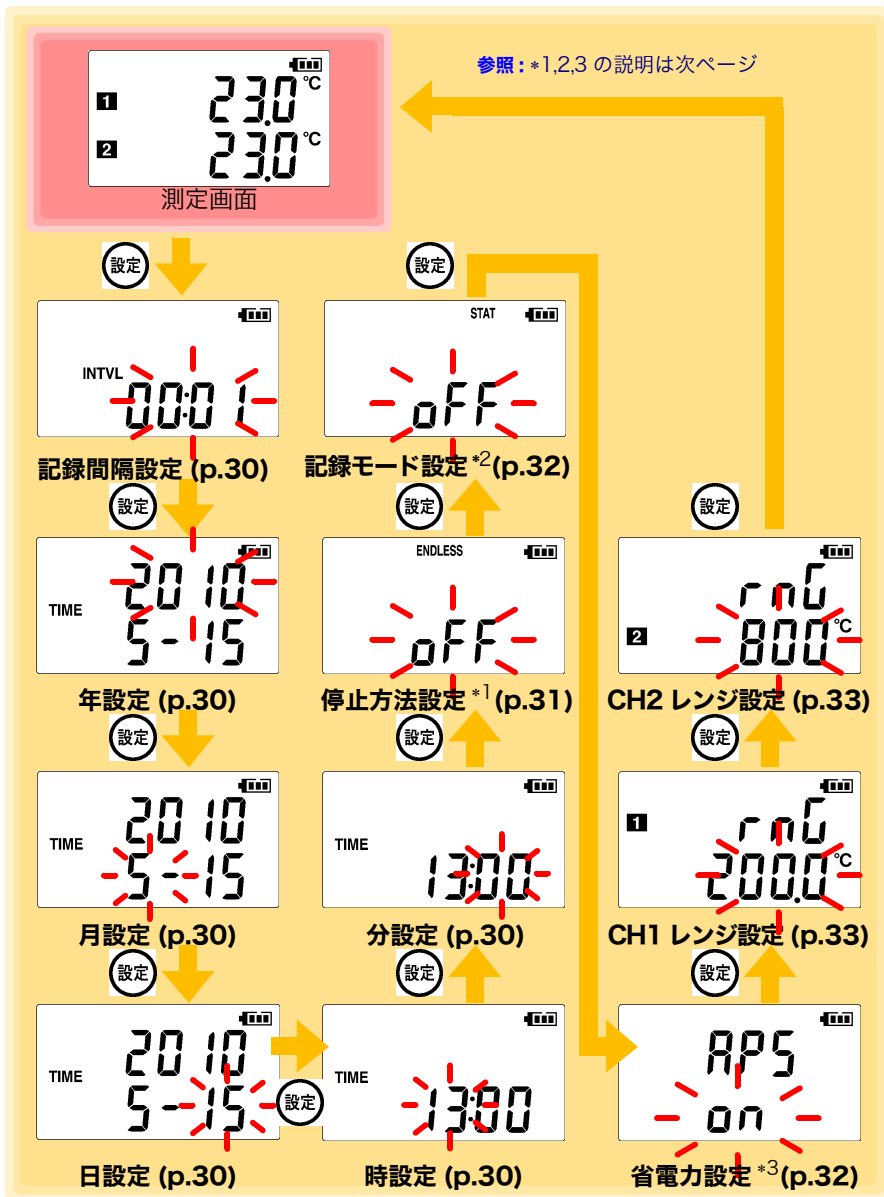 参照 : *1,2,3 の説明は次ページ
1 23.0 °C
2 23.0 °C
測定画面
設定
INTVL
00:01
記録間隔設定 (p.30)
設定
TIME
2010
5-15
年設定 (p.30)
設定
TIME
2010
5-15
月設定 (p.30)
設定
TIME
2010
5-15
日設定 (p.30)
設定
TIME
13:00
時設定 (p.30)
設定
TIME
13:00
分設定 (p.30)
設定
ENDLESS
oFF
停止方法設定 *1(p.31)
設定
STAT
oFF
記録モード設定 *2(p.32)
設定
APS
on
省電力設定 *3(p.32)
設定
1
rnG
200.0 °C
CH1 レンジ設定 (p.33)
設定
2
rnG
800 °C
CH2 レンジ設定 (p.33)
設定